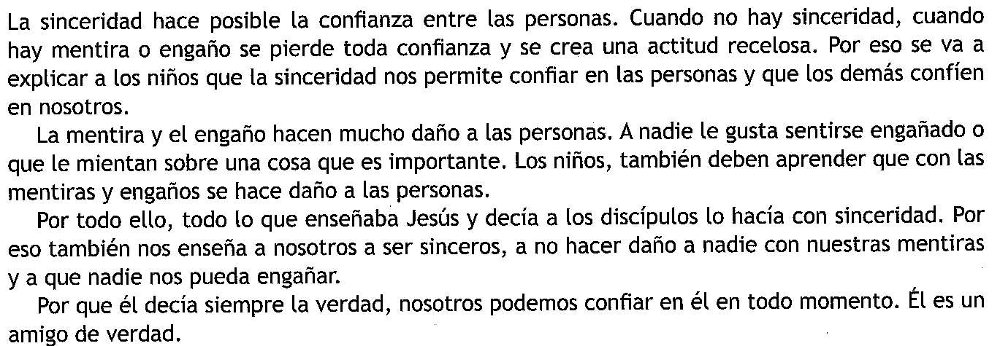 La sinceridad hace posible la confianza entre las personas. Cuando no hay sinceridad, cuando
hay mentira o engaño se pierde toda confianza y se crea una actitud recelosa. Por eso se va a
explicar a los niños que la sinceridad nos permite confiar en las personas y que los demás confíen
en nosotros.
La mentira y el engaño hacen mucho daño a las personas. A nadie le gusta sentirse engañado o
que le mientan sobre una cosa que es importante. Los niños, también deben aprender que con las
mentiras y engaños se hace daño a las personas.
Por todo ello, todo lo que enseñaba Jesús y decía a los discípulos lo hacía con sinceridad. Por
eso también nos enseña a nosotros a ser sinceros, a no hacer daño a nadie con nuestras mentiras
y a que nadie nos pueda engañar.
Por que él decía siempre la verdad, nosotros podemos confiar en él en todo momento. Él es un
amigo de verdad.